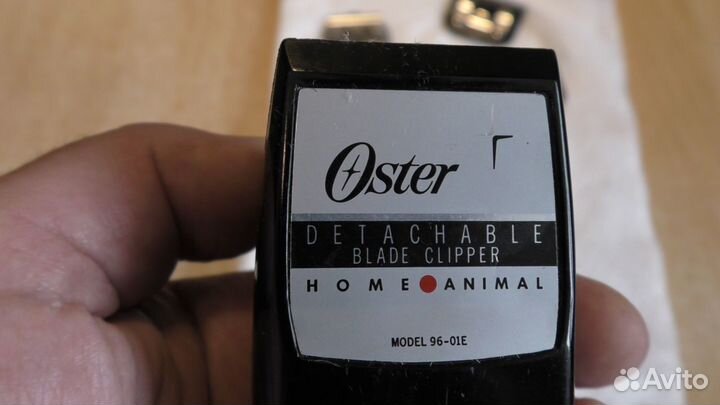 Oster
DETACHABLE
BLADE CLIPPER
HOME ANIMAL
MODEL 96-01E
Avito